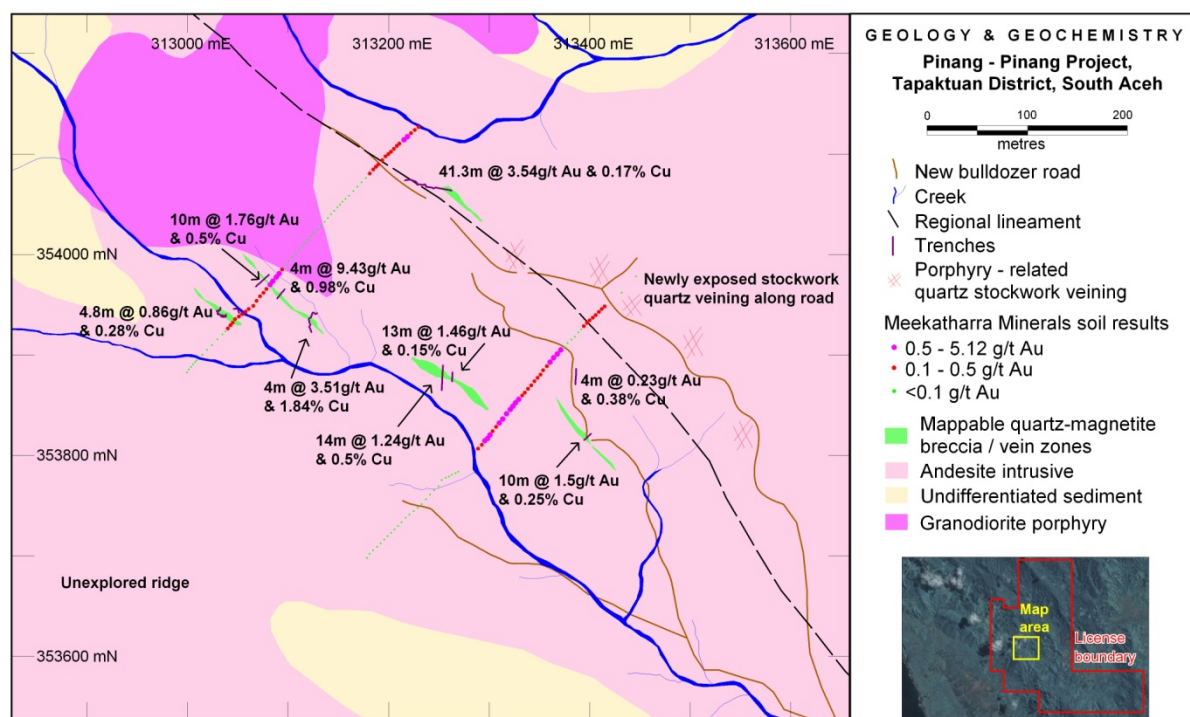 313000 mE
313200 mE
313400 mE
313600 mE
354000 mN
353800 mN
353600 mN
41.3m @ 3.54g/t Au & 0.17% Cu
10m @ 1.76g/t Au
& 0.5% Cu
4m @ 9.43g/t Au
& 0.98% Cu
4.8m @ 0.86g/t Au
& 0.28% Cu
Newly exposed stockwork
quartz veining along road
13m @ 1.46g/t Au
& 0.15% Cu
4m @ 3.51g/t Au
& 1.84% Cu
4m @ 0.23g/t Au
& 0.38% Cu
14m @ 1.24g/t Au
& 0.5% Cu
10m @ 1.5g/t Au
& 0.25% Cu
Unexplored ridge
GEOLOGY & GEOCHEMISTRY
Pinang - Pinang Project,
Tapaktuan District, South Aceh
0 100 200
metres
New bulldozer road
Creek
Regional lineament
Trenches
Porphyry - related
quartz stockwork veining
Meekatharra Minerals soil results
0.5 - 5.12 g/t Au
0.1 - 0.5 g/t Au
<0.1 g/t Au
Mappable quartz-magnetite
breccia / vein zones
Andesite intrusive
Undifferentiated sediment
Granodiorite porphyry
Map
area
License
boundary